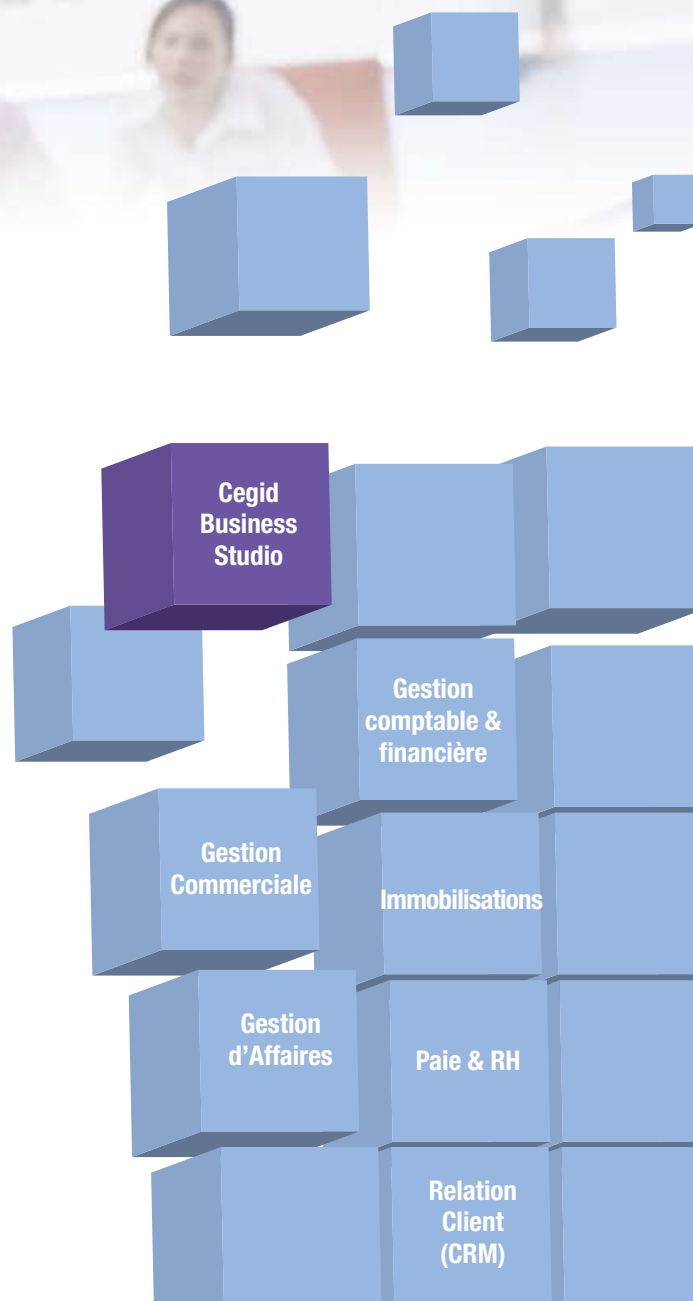 Cegid
Business
Studio
Gestion
comptable &
financière
Gestion
Commerciale
Immobilisations
Gestion
d’Affaires
Paie & RH
Relation
Client
(CRM)